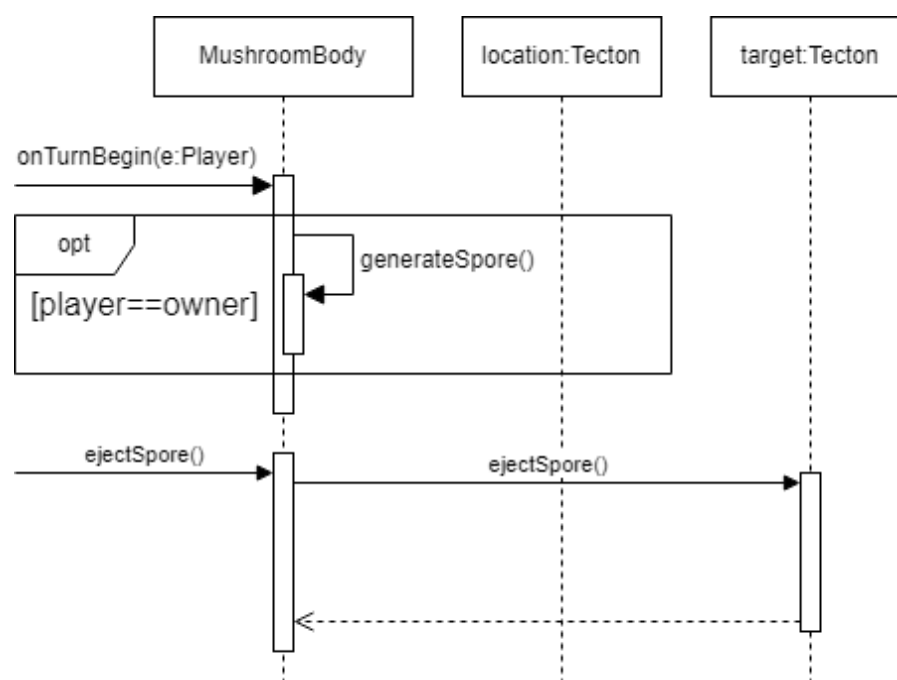 MushroomBody
location:Tecton
target:Tecton
onTurnBegin(e:Player)
opt
generateSpore()
[player==owner]
ejectSpore()
ejectSpore()